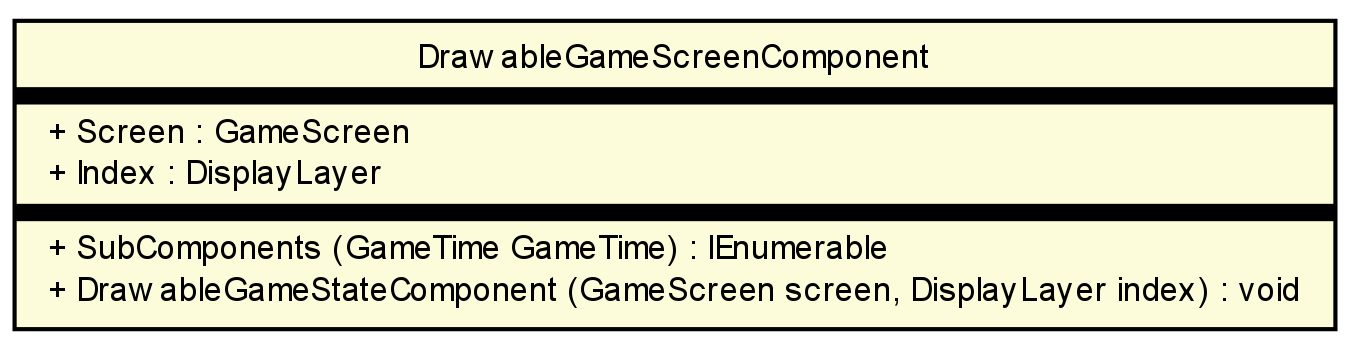 DrawableGameScreenComponent
+ Screen : GameScreen
+ Index : DisplayLayer
+ SubComponents (GameTime GameTime) : IEnumerable
+ DrawableGameStateComponent (GameScreen screen, DisplayLayer index) : void